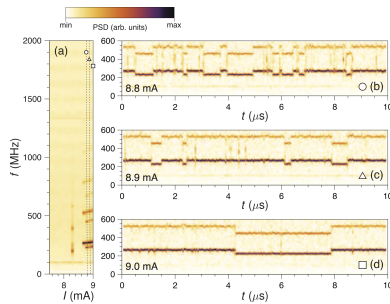 min PSD (arb. units) max
2000
1500
1000
500
0
f (MHz)
8 9
I (mA)
(a)
600
400
200
0
8.8 mA
0 2 4 6 8 10
t (μs)
(b)
600
400
200
0
8.9 mA
0 2 4 6 8 10
t (μs)
(c)
600
400
200
0
9.0 mA
0 2 4 6 8 10
t (μs)
(d)